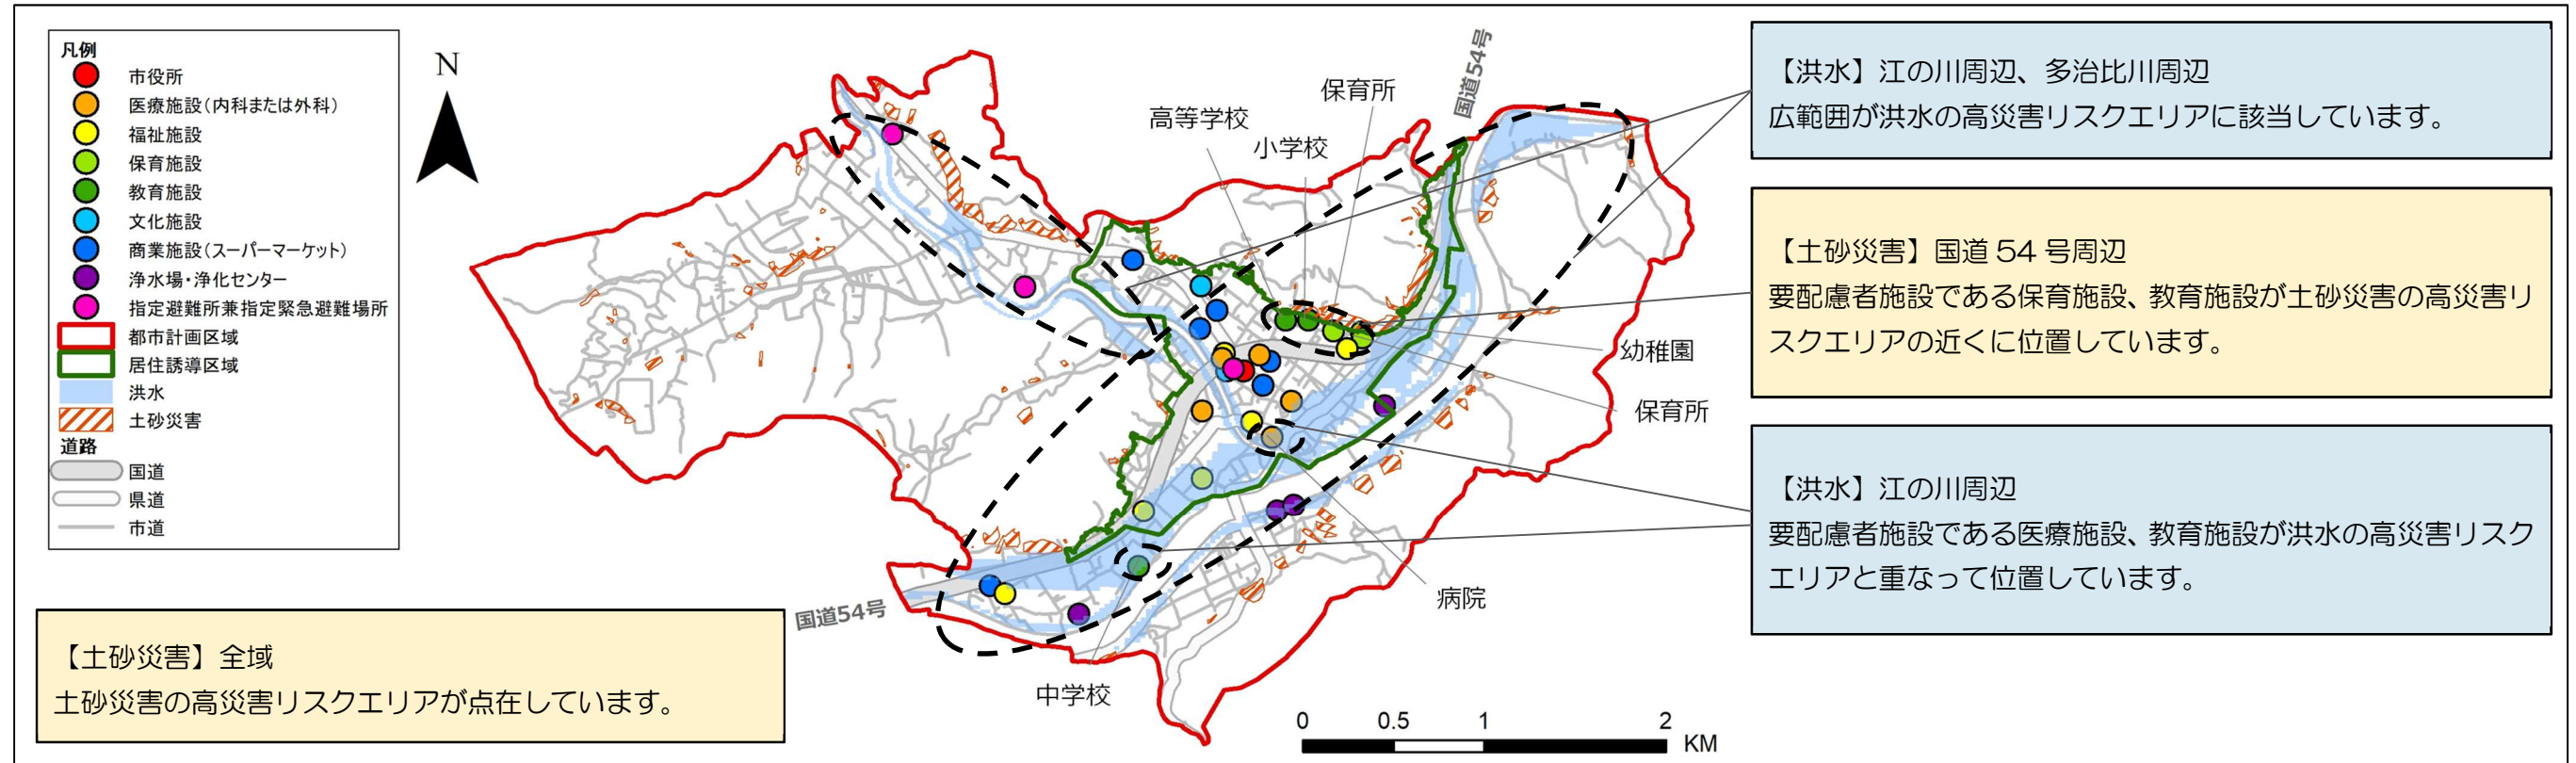 凡例
市役所
医療施設（内科または外科）
福祉施設
保育施設
教育施設
文化施設
商業施設（スーパーマーケット）
浄水場・浄化センター
指定避難所兼指定緊急避難場所
都市計画区域
居住誘導区域
洪水
土砂災害
道路
国道
県道
市道
N
高等学校
小学校
保育所
国道54号
幼稚園
保育所
病院
中学校
国道54号
0 0.5 1 2
KM
【洪水】江の川周辺、多治比川周辺
広範囲が洪水の高災害リスクエリアに該当しています。
【土砂災害】国道 54 号周辺
要配慮者施設である保育施設、教育施設が土砂災害の高災害リ
スクエリアの近くに位置しています。
【洪水】江の川周辺
要配慮者施設である医療施設、教育施設が洪水の高災害リスク
エリアと重なって位置しています。
【土砂災害】全域
土砂災害の高災害リスクエリアが点在しています。